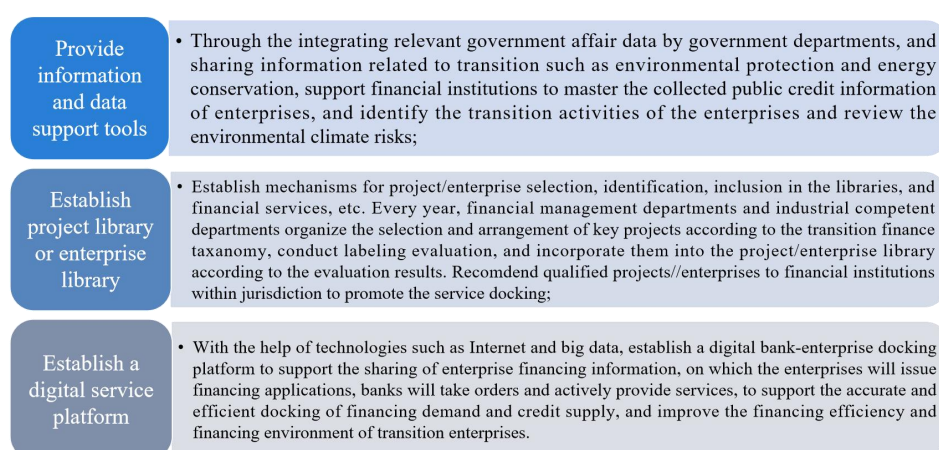 Provide
information
and data
support tools
• Through the integrating relevant government affair data by government departments, and
sharing information related to transition such as environmental protection and energy
conservation, support financial institutions to master the collected public credit information
of enterprises, and identify the transition activities of the enterprises and review the
environmental climate risks;
Establish
project library
or enterprise
library
• Establish mechanisms for project/enterprise selection, identification, inclusion in the libraries, and
financial services, etc. Every year, financial management departments and industrial competent
departments organize the selection and arrangement of key projects according to the transition finance
taxanomy, conduct labeling evaluation, and incorporate them into the project/enterprise library
according to the evaluation results. Recomdend qualified projects//enterprises to financial institutions
within jurisdiction to promote the service docking;
Establish a
digital service
platform
• With the help of technologies such as Internet and big data, establish a digital bank-enterprise docking
platform to support the sharing of enterprise financing information, on which the enterprises will issue
financing applications, banks will take orders and actively provide services, to support the accurate and
efficient docking of financing demand and credit supply, and improve the financing efficiency and
financing environment of transition enterprises.